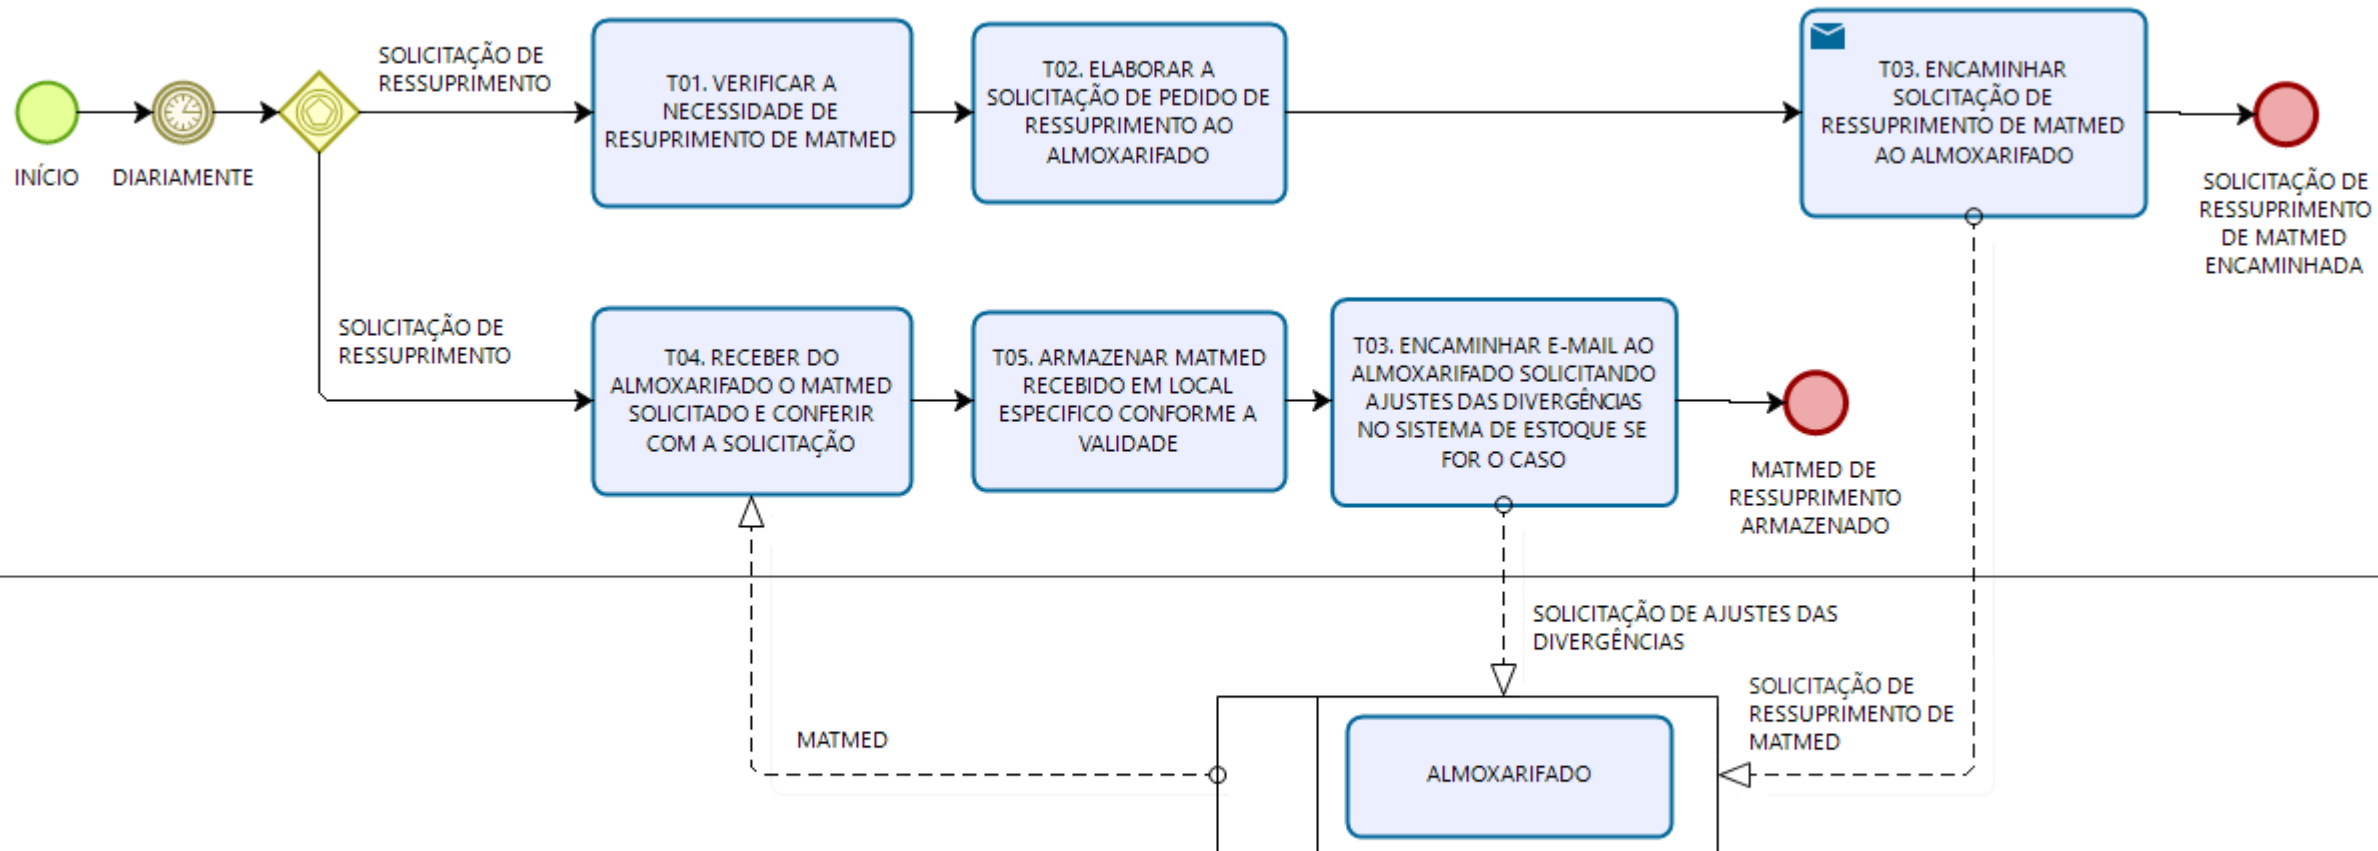 INÍCIO
DIARIAMENTE
SOLICITAÇÃO DE
RESSUPRIMENTO
T01. VERIFICAR A
NECESSIDADE DE
RESUPRIMENTO DE MATMED
T02. ELABORAR A
SOLICITAÇÃO DE PEDIDO DE
RESSUPRIMENTO AO
ALMOXARIFADO
T03. ENCAMINHAR
SOLCITAÇÃO DE
RESSUPRIMENTO DE MATMED
AO ALMOXARIFADO
SOLICITAÇÃO DE
RESSUPRIMENTO
DE MATMED
ENCAMINHADA
SOLICITAÇÃO DE
RESSUPRIMENTO
T04. RECEBER DO
ALMOXARIFADO O MATMED
SOLICITADO E CONFERIR
COM A SOLICITAÇÃO
T05. ARMAZENAR MATMED
RECEBIDO EM LOCAL
ESPECIFICO CONFORME A
VALIDADE
T03. ENCAMINHAR E-MAIL AO
ALMOXARIFADO SOLICITANDO
AJUSTES DAS DIVERGÊNCIAS
NO SISTEMA DE ESTOQUE SE
FOR O CASO
MATMED DE
RESSUPRIMENTO
ARMAZENADO
SOLICITAÇÃO DE AJUSTES DAS
DIVERGÊNCIAS
SOLICITAÇÃO DE
RESSUPRIMENTO DE
MATMED
MATMED
ALMOXARIFADO